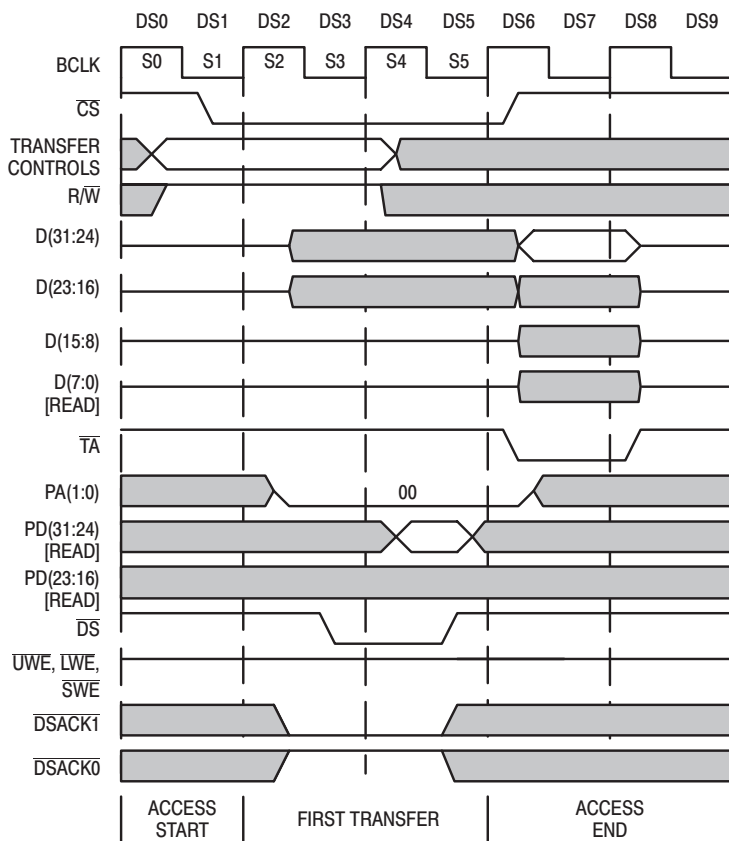 DS0 DS1 DS2 DS3 DS4 DS5 DS6 DS7 DS8 DS9
BCLK S0 S1 S2 S3 S4 S5
CS
TRANSFER
CONTROLS
R/W
D(31:24)
D(23:16)
D(15:8)
D(7:0)
[READ]
TA
PA(1:0) 00
PD(31:24)
[READ]
PD(23:16)
[READ]
DS
UWE, LWE,
SWE
DSACK1
DSACK0
ACCESS
START
FIRST TRANSFER
ACCESS
END